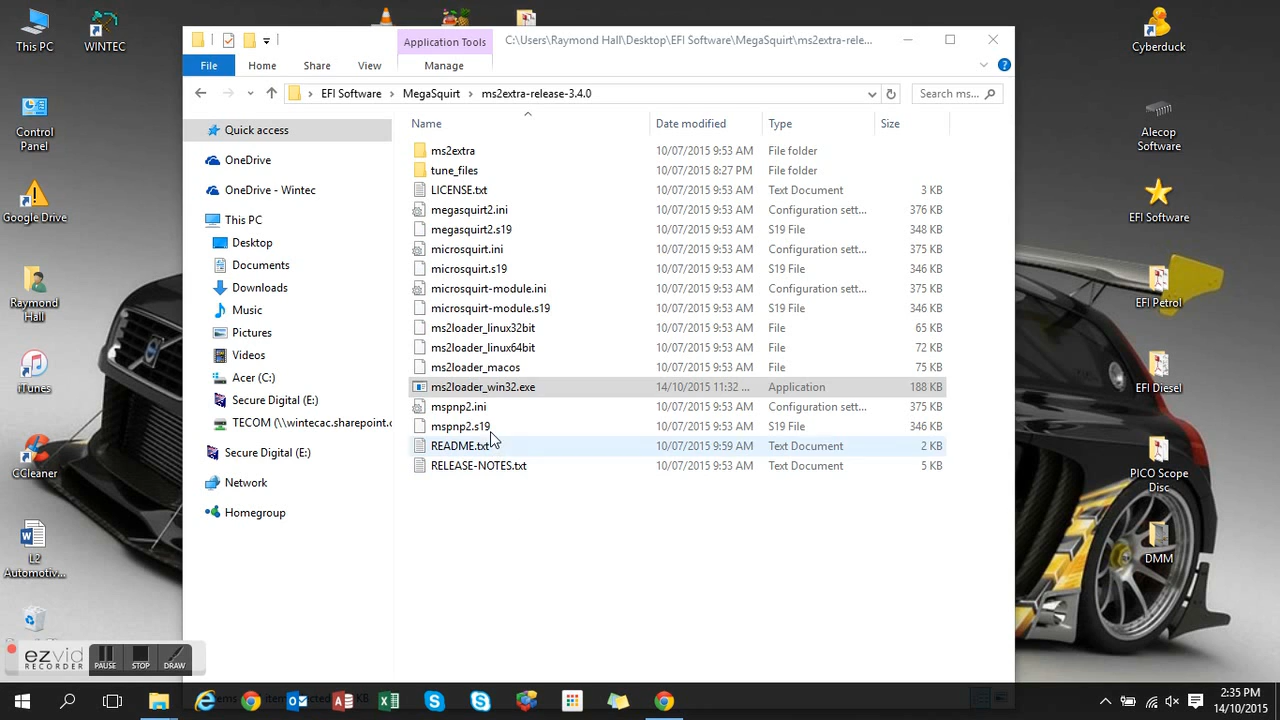 This PC
WINTEC
Control
Panel
Google Drive
Raymond
Hall
iTunes
CCleaner
L2
Automotiv...
Application Tools
C:\Users\Raymond Hall\Desktop\EFI Software\MegaSquirt\ms2extra-rele...
File Home Share View Manage
EFI Software MegaSquirt ms2extra-release-3.4.0
Search ms...
Quick access
OneDrive
OneDrive - Wintec
This PC
Desktop
Documents
Downloads
Music
Pictures
Videos
Acer (C:)
Secure Digital (E:)
TECOM (\\wintecac.sharepoint.c
Secure Digital (E:)
Network
Homegroup
Name Date modified Type Size
ms2extra 10/07/2015 9:53 AM File folder
tune_files 10/07/2015 8:27 PM File folder
LICENSE.txt 10/07/2015 9:53 AM Text Document 3 KB
megasquirt2.ini 10/07/2015 9:53 AM Configuration sett... 376 KB
megasquirt2.s19 10/07/2015 9:53 AM S19 File 348 KB
microsquirt.ini 10/07/2015 9:53 AM Configuration sett... 375 KB
microsquirt.s19 10/07/2015 9:53 AM S19 File 346 KB
microsquirt-module.ini 10/07/2015 9:53 AM Configuration sett... 375 KB
microsquirt-module.s19 10/07/2015 9:53 AM S19 File 346 KB
ms2loader_linux32bit 10/07/2015 9:53 AM File 65 KB
ms2loader_linux64bit 10/07/2015 9:53 AM File 72 KB
ms2loader_macos 10/07/2015 9:53 AM File 75 KB
ms2loader_win32.exe 14/10/2015 11:32 ... Application 188 KB
mspnp2.ini 10/07/2015 9:53 AM Configuration sett... 375 KB
mspnp2.s19 10/07/2015 9:53 AM S19 File 346 KB
README.txt 10/07/2015 9:59 AM Text Document 2 KB
RELEASE-NOTES.txt 10/07/2015 9:53 AM Text Document 5 KB
Cyberduck
Alecop
Software
EFI Software
EFI Petrol
EFI Diesel
PICO Scope
Disc
DMM
ezvid
RECORDER
PAUSE STOP DRAW
2:35 PM
14/10/2015